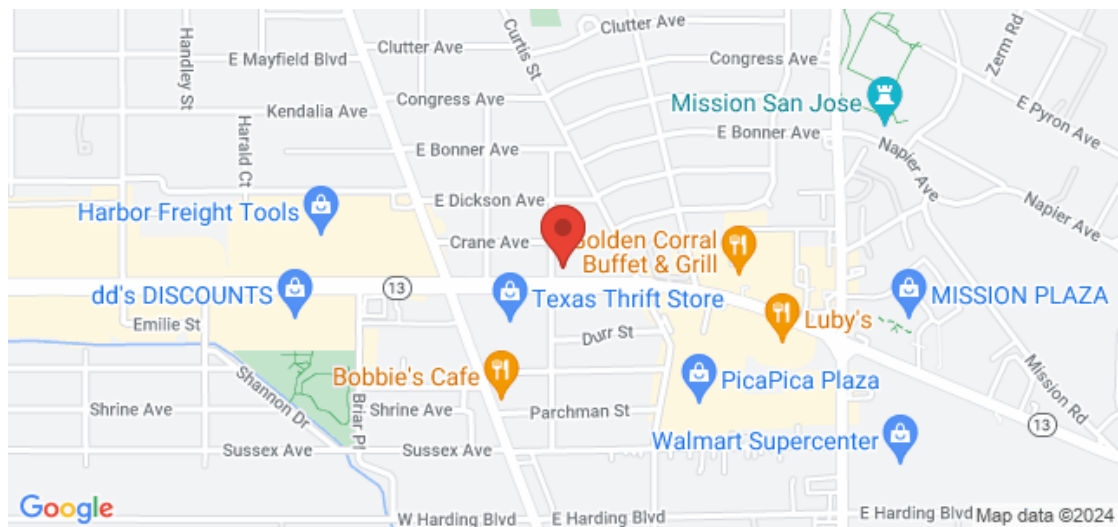 Clutter Ave
Clutter Ave
Curtis St
Handley St
E Mayfield Blvd
Congress Ave
Zerm Rd
Congress Ave
Kendalia Ave
Mission San Jose
E Pyron Ave
Harald Ct
E Bonner Ave
E Bonner Ave
Napier Ave
E Dickson Ave
Napier Ave
Harbor Freight Tools
Crane Ave
Golden Corral
Buffet & Grill
13
dd's DISCOUNTS
Texas Thrift Store
MISSION PLAZA
Emilie St
Durr St
Luby's
Bobbie's Cafe
PicaPica Plaza
Mission Rd
Shannon Dr
Briar Pl
Shrine Ave
Shrine Ave
Parchman St
13
Walmart Supercenter
Sussex Ave
Sussex Ave
Google
W Harding Blvd
E Harding Blvd
E Harding Blvd
Map data ©2024